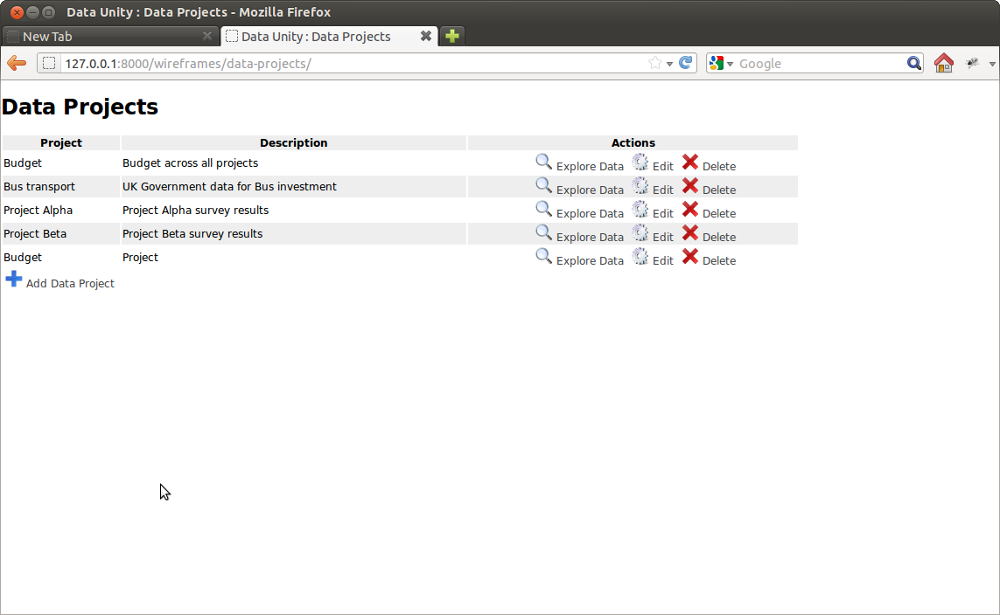 Data Unity : Data Projects - Mozilla Firefox
New Tab Data Unity : Data Projects
127.0.0.1:8000/wireframes/data-projects/ Google
Data Projects
Project Description Actions
Budget Budget across all projects Explore Data Edit Delete
Bus transport UK Government data for Bus investment Explore Data Edit Delete
Project Alpha Project Alpha survey results Explore Data Edit Delete
Project Beta Project Beta survey results Explore Data Edit Delete
Budget Project Explore Data Edit Delete
Add Data Project